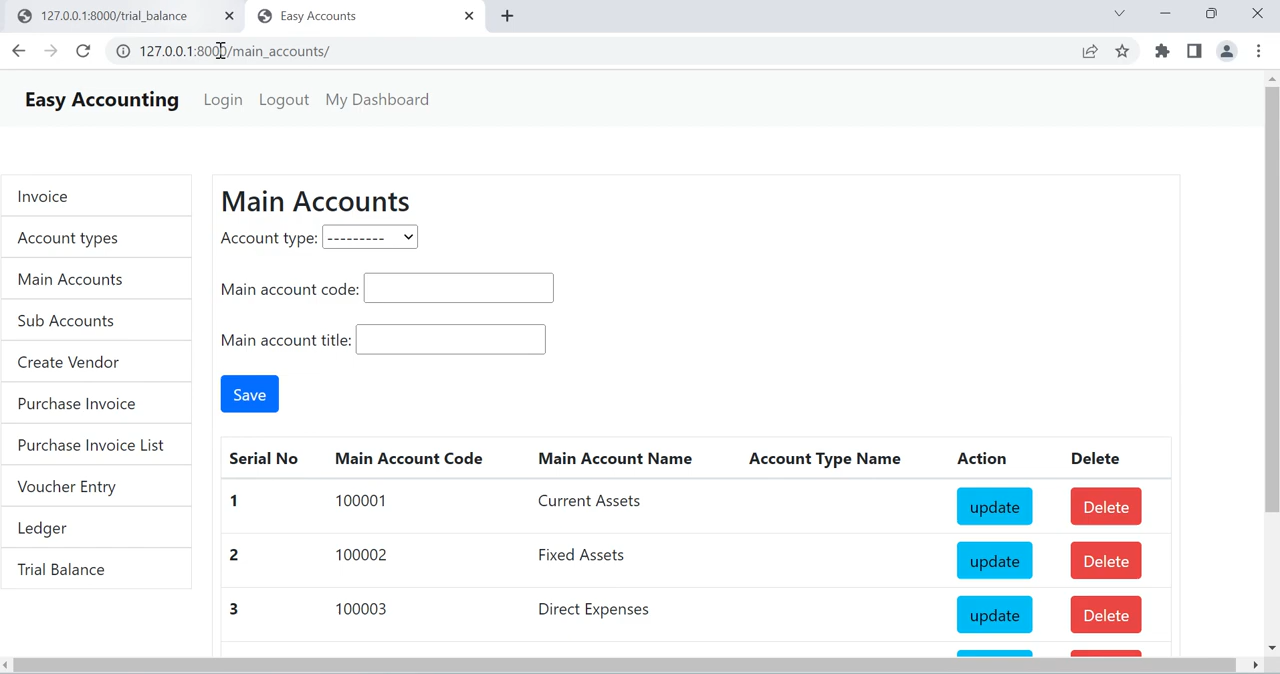 127.0.0.1:8000/trial_balance
Easy Accounts
127.0.0.1:8000/main_accounts/
Easy Accounting Login Logout My Dashboard
Invoice
Account types
Main Accounts
Sub Accounts
Create Vendor
Purchase Invoice
Purchase Invoice List
Voucher Entry
Ledger
Trial Balance
Main Accounts
Account type: ---------
Main account code:
Main account title:
Save
Serial No Main Account Code Main Account Name Account Type Name Action Delete
1 100001 Current Assets update Delete
2 100002 Fixed Assets update Delete
3 100003 Direct Expenses update Delete